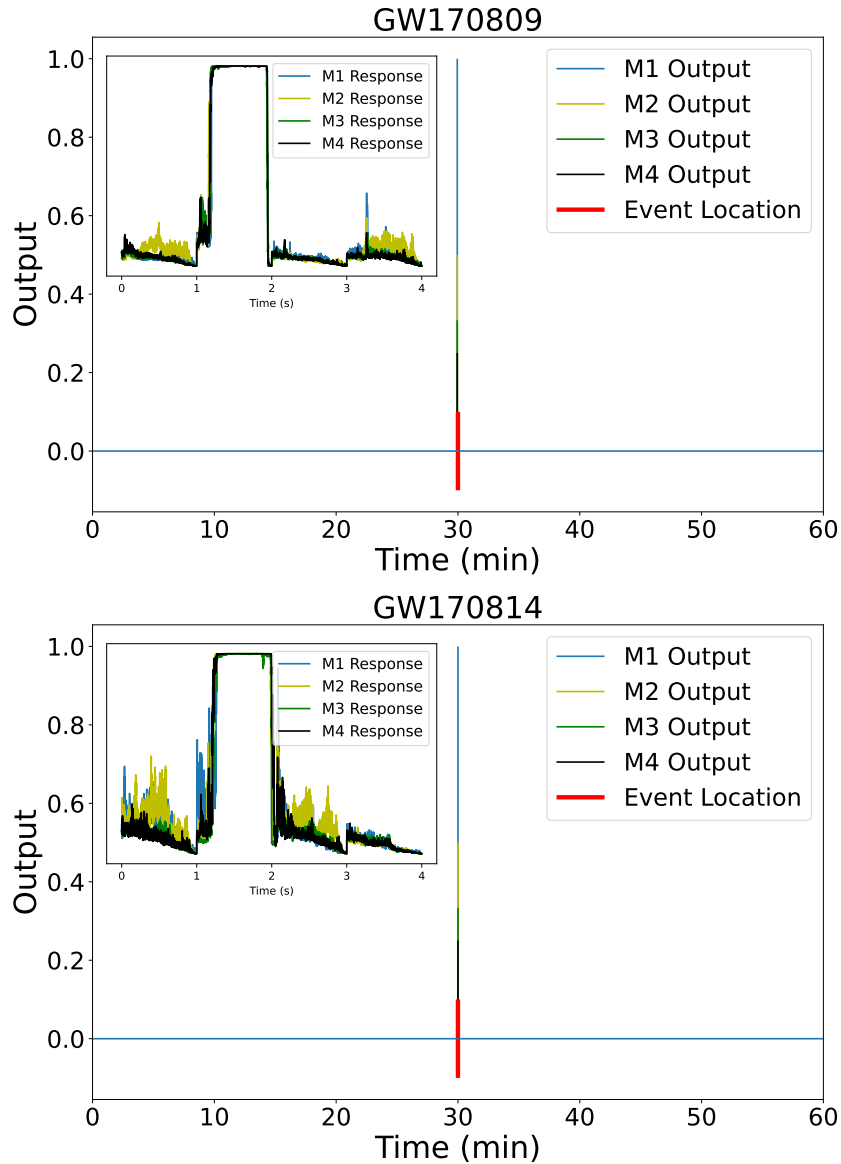 GW170809
1.0
0.8
0.6
0.4
0.2
0.0
Output
M1 Response
M2 Response
M3 Response
M4 Response
0 1 2 3 4
Time (s)
M1 Output
M2 Output
M3 Output
M4 Output
Event Location
0 10 20 30 40 50 60
Time (min)
GW170814
1.0
0.8
0.6
0.4
0.2
0.0
Output
M1 Response
M2 Response
M3 Response
M4 Response
0 1 2 3 4
Time (s)
M1 Output
M2 Output
M3 Output
M4 Output
Event Location
0 10 20 30 40 50 60
Time (min)